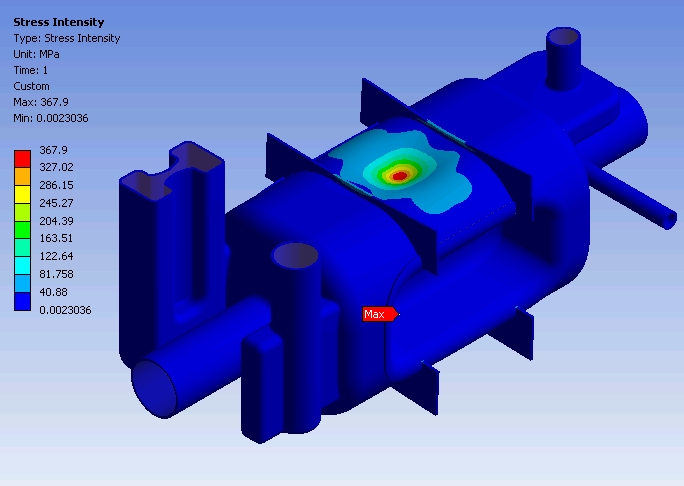 Stress Intensity
Type: Stress Intensity
Unit: MPa
Time: 1
Custom
Max: 367.9
Min: 0.0023036
367.9
327.02
286.15
245.27
204.39
163.51
122.64
81.758
40.88
0.0023036
Max